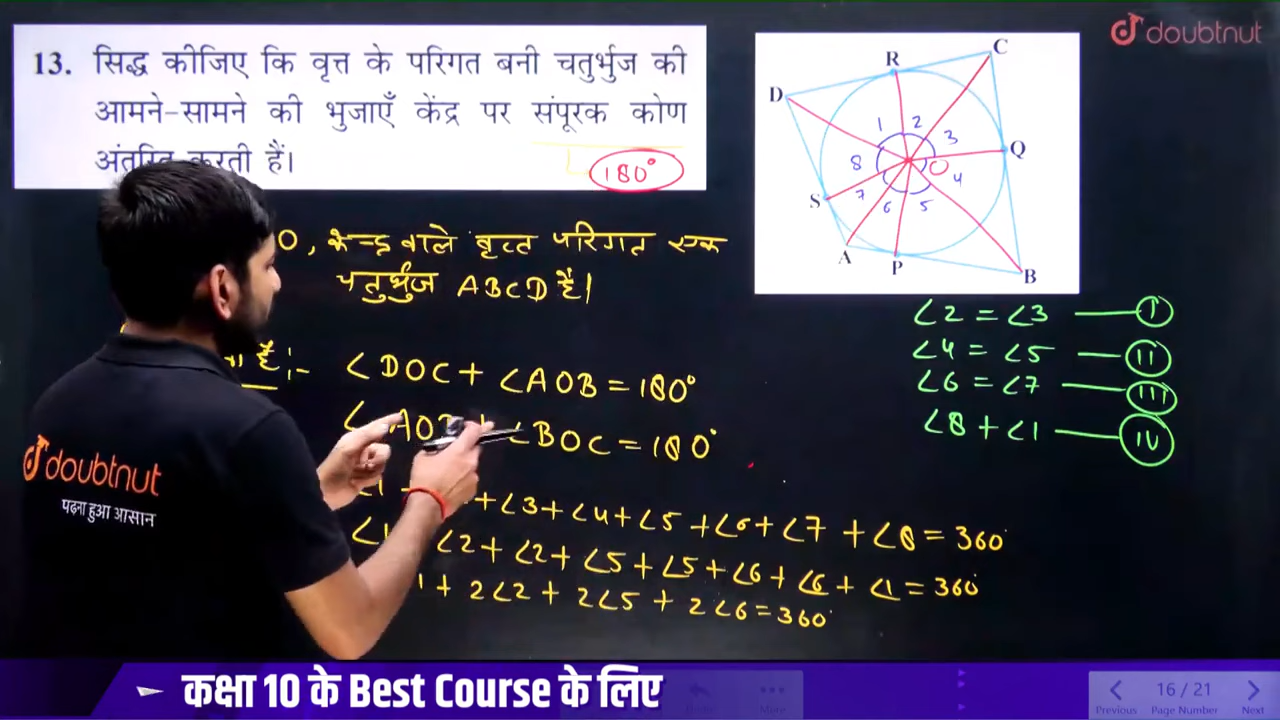 doubtnut
13. सिद्ध कीजिए कि वृत्त के परिगत बनी चतुर्भुज की
आमने-सामने की भुजाएँ केंद्र पर संपूरक कोण
अंतरित करती हैं।
180°
R
C
D
1
2
3
Q
8
O
4
S
7
6
5
A
P
B
O, केन्द्र वाले वृत्त परिगत एक
चतुर्भुज ABCD है।
∠2 = ∠3 — I
∠4 = ∠5 — II
∠6 = ∠7 — III
∠8 + ∠1 — IV
है :- ∠DOC + ∠AOB = 180°
∠BOC = 180°
+ ∠3 + ∠4 + ∠5 + ∠6 + ∠7 + ∠8 = 360°
∠2 + ∠2 + ∠5 + ∠5 + ∠6 + ∠6 + ∠1 = 360°
1 + 2∠2 + 2∠5 + 2∠6 = 360°
doubtnut
पढ़ना हुआ आसान
कक्षा 10 के Best Course के लिए
16 / 21
Previous Page Number Next
More